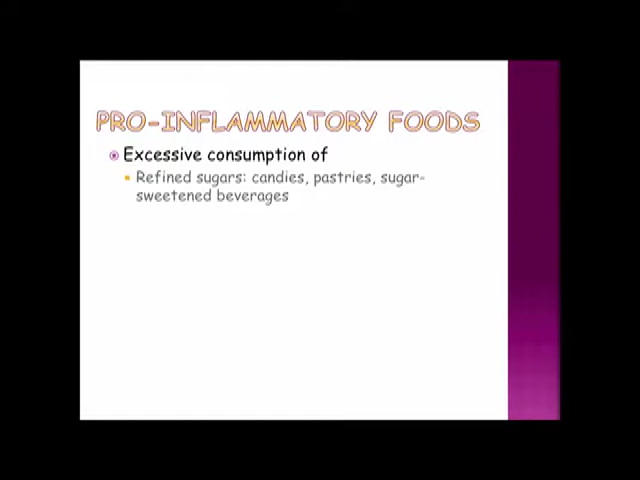 PRO-INFLAMMATORY FOODS
Excessive consumption of
Refined sugars: candies, pastries, sugar-
sweetened beverages